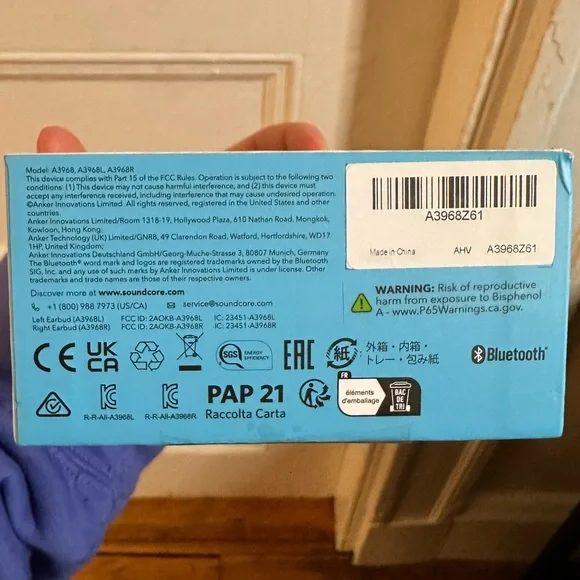 Model: A3968, A3968L, A3968R
This device complies with Part 15 of the FCC Rules. Operation is subject to the following two
conditions: (1) This device may not cause harmful interference, and (2) this device must
accept any interference received, including interference that may cause undesired operation.
©Anker Innovations Limited. All rights reserved, registered in the United States and other
countries.
Anker Innovations Limited/Room 1318-19, Hollywood Plaza, 610 Nathan Road, Mongkok,
Kowloon, Hong Kong;
Anker Technology (UK) Limited/GNR8, 49 Clarendon Road, Watford, Hertfordshire, WD17
1HP, United Kingdom;
Anker Innovations Deutschland GmbH/Georg-Muche-Strasse 3, 80807 Munich, Germany
The Bluetooth® word mark and logos are registered trademarks owned by the Bluetooth
SIG, Inc. and any use of such marks by Anker Innovations Limited is under license. Other
trademarks and trade names are those of their respective owners.
Discover more at www.soundcore.com
+1 (800) 988 7973 (US/CA) service@soundcore.com
Left Earbud (A3968L) FCC ID: 2AOKB-A3968L IC: 23451-A3968L
Right Earbud (A3968R) FCC ID: 2AOKB-A3968R IC: 23451-A3968R
A3968Z61
Made in China AHV A3968Z61
WARNING: Risk of reproductive
harm from exposure to Bisphenol
A - www.P65Warnings.ca.gov.
CE UK CA SGS ENERGY EFFICIENCY EAC 紙 外箱・内箱・
トレー・包み紙
Bluetooth®
R-R-AII-A3968L R-R-AII-A3968R
PAP 21
Raccolta Carta
FR
éléments
d'emballage
BAC
DE
TRI